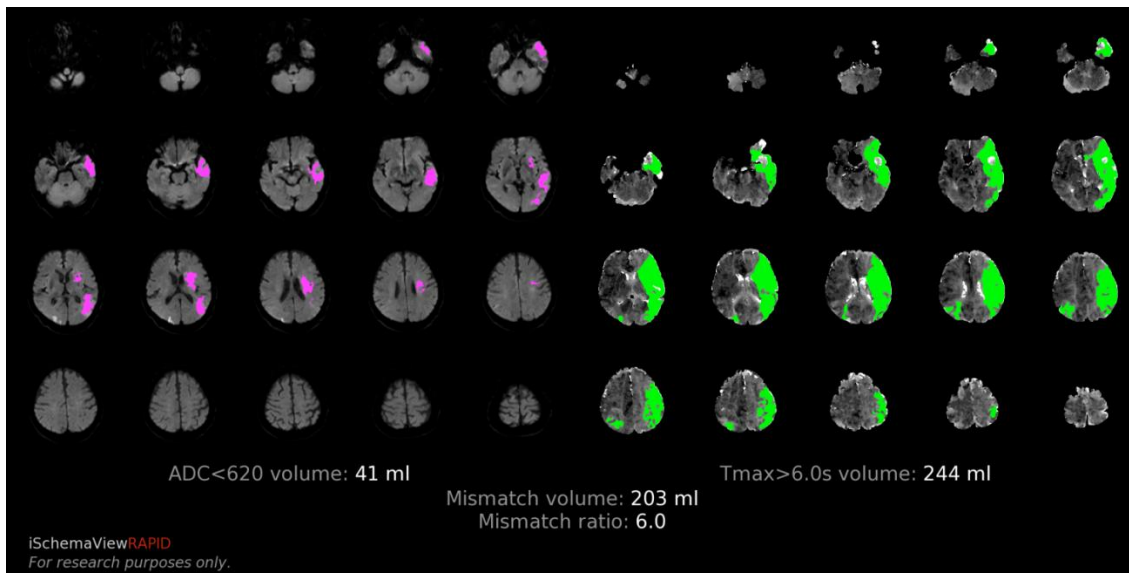 ADC<620 volume: 41 ml
Tmax>6.0s volume: 244 ml
Mismatch volume: 203 ml
Mismatch ratio: 6.0
iSchemaViewRAPID
For research purposes only.